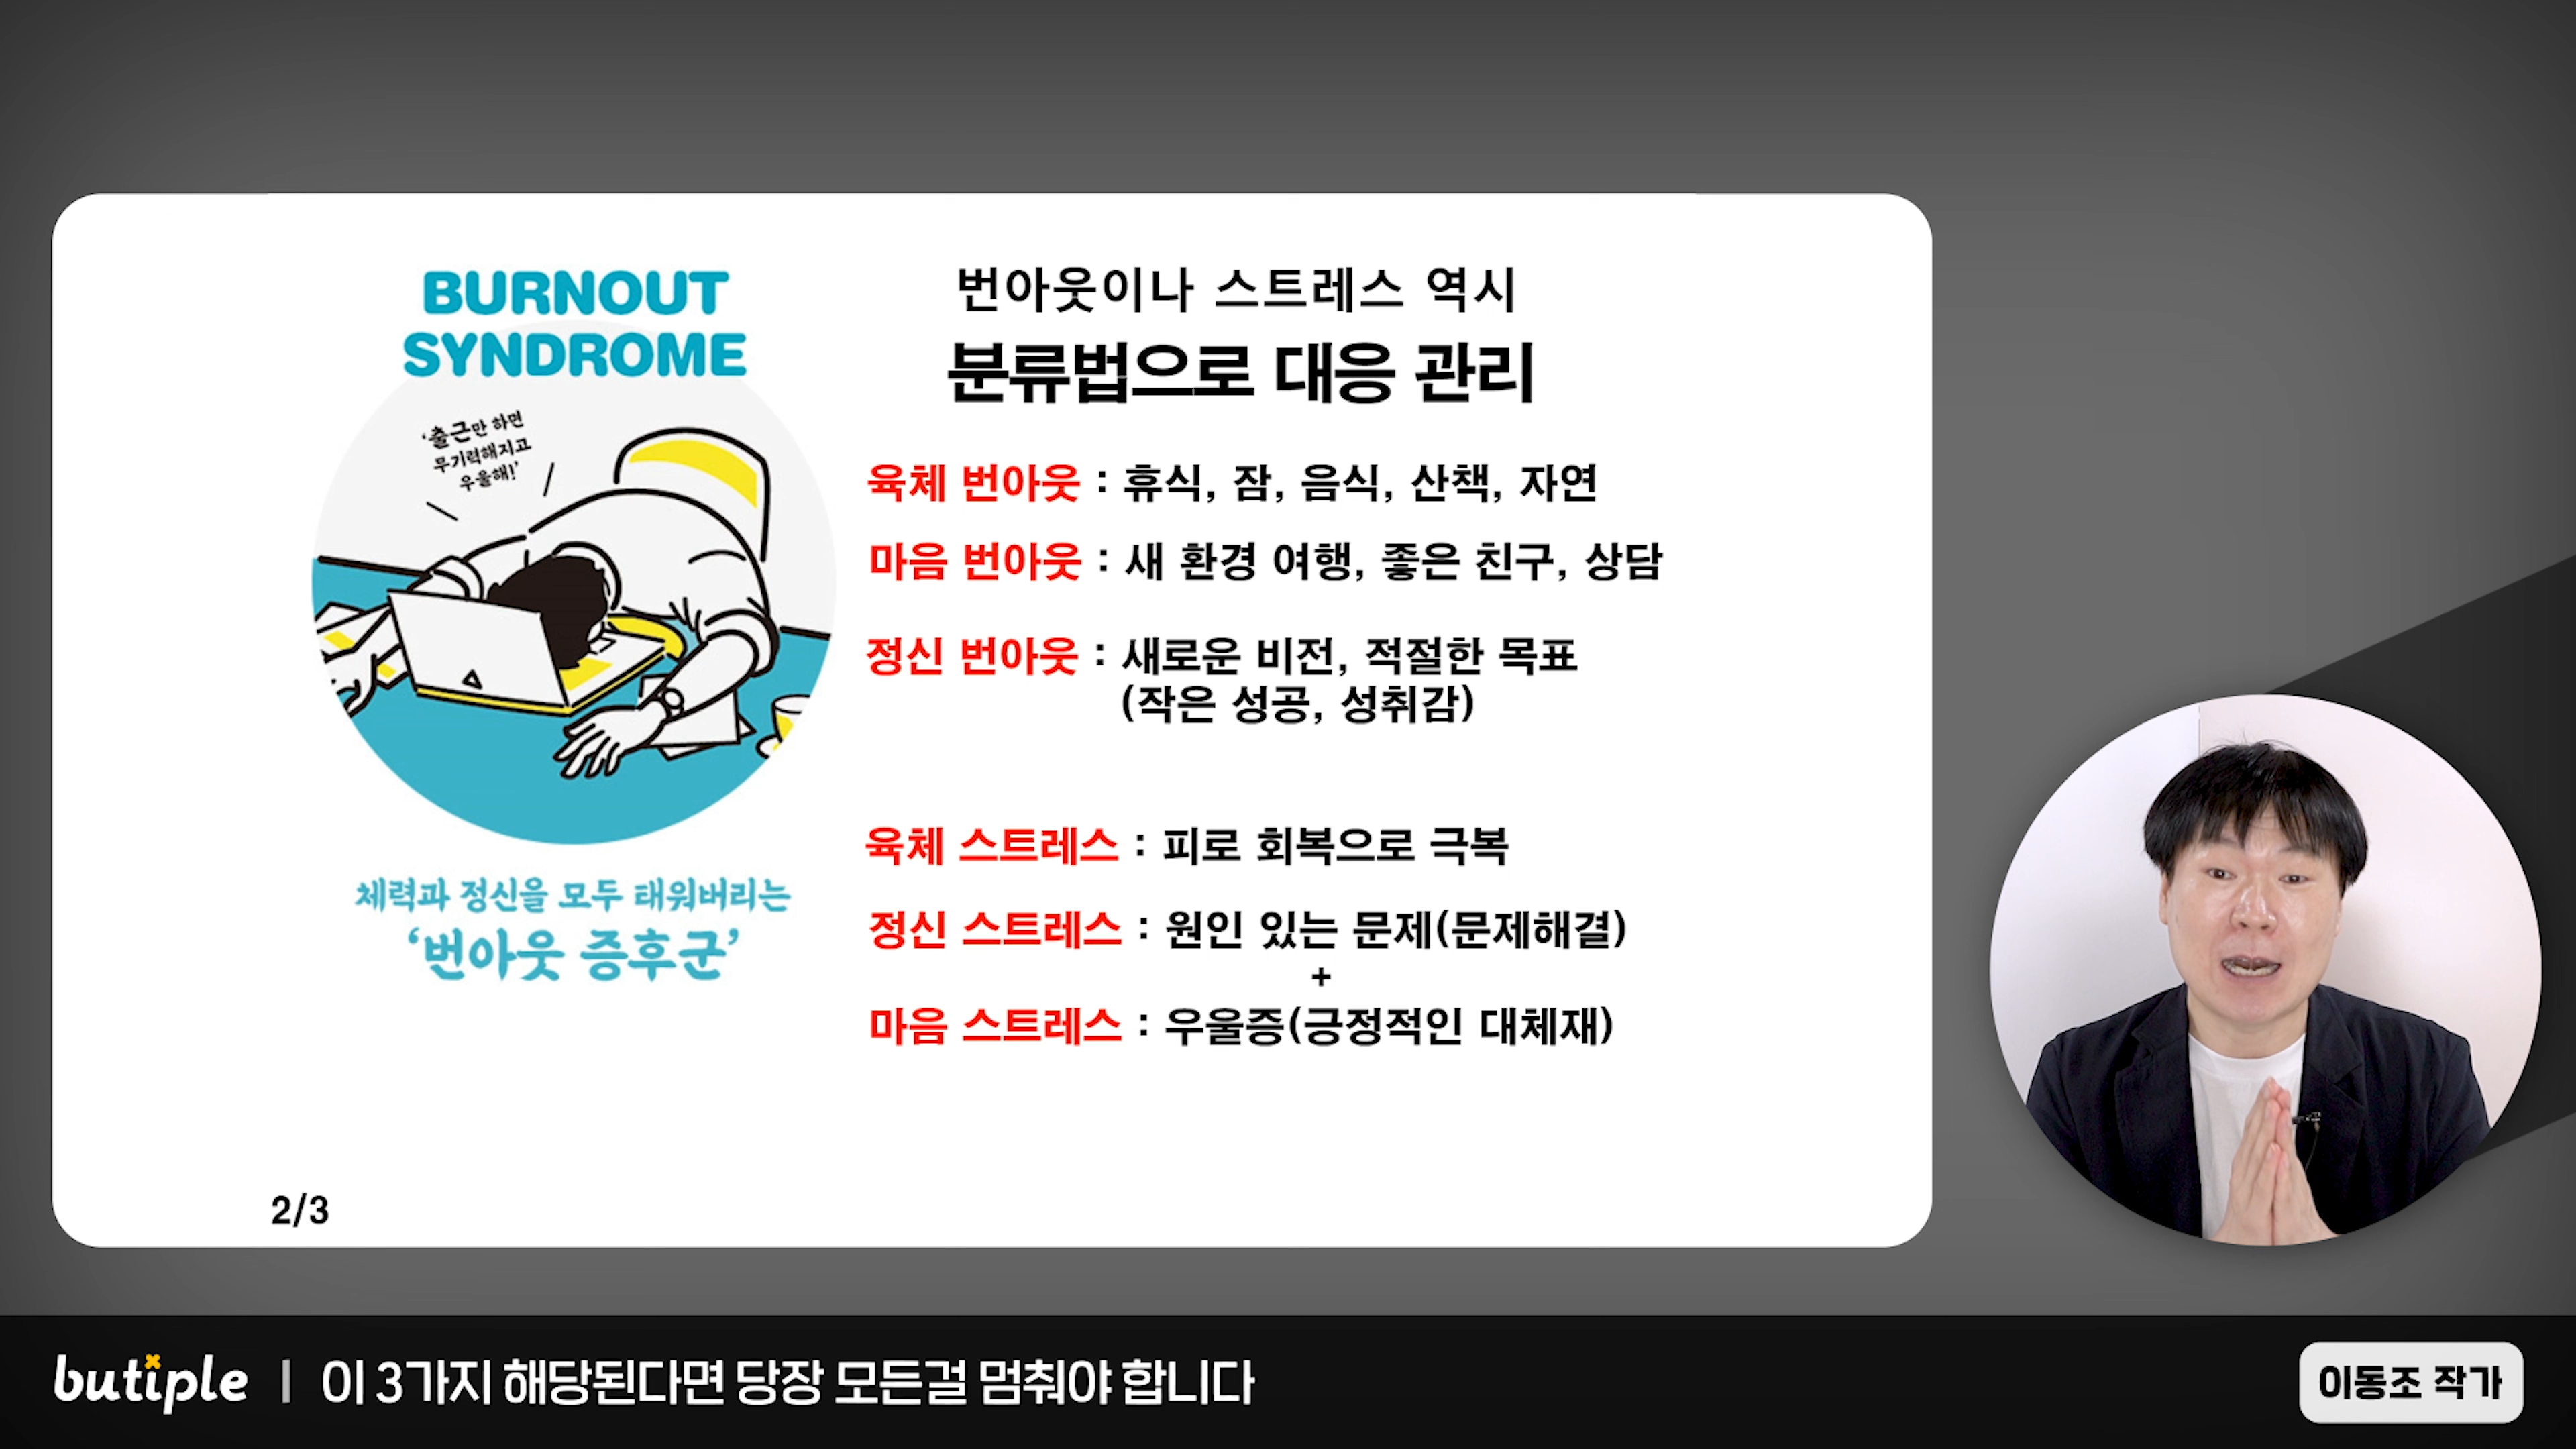 BURNOUT
SYNDROME
'출근만 하면
무기력해지고
우울해!'
체력과 정신을 모두 태워버리는
'번아웃 증후군'
번아웃이나 스트레스 역시
분류법으로 대응 관리
육체 번아웃 : 휴식, 잠, 음식, 산책, 자연
마음 번아웃 : 새 환경 여행, 좋은 친구, 상담
정신 번아웃 : 새로운 비전, 적절한 목표
(작은 성공, 성취감)
육체 스트레스 : 피로 회복으로 극복
정신 스트레스 : 원인 있는 문제(문제해결)
+
마음 스트레스 : 우울증(긍정적인 대체재)
2/3
butiple | 이 3가지 해당된다면 당장 모든걸 멈춰야 합니다
이동조 작가